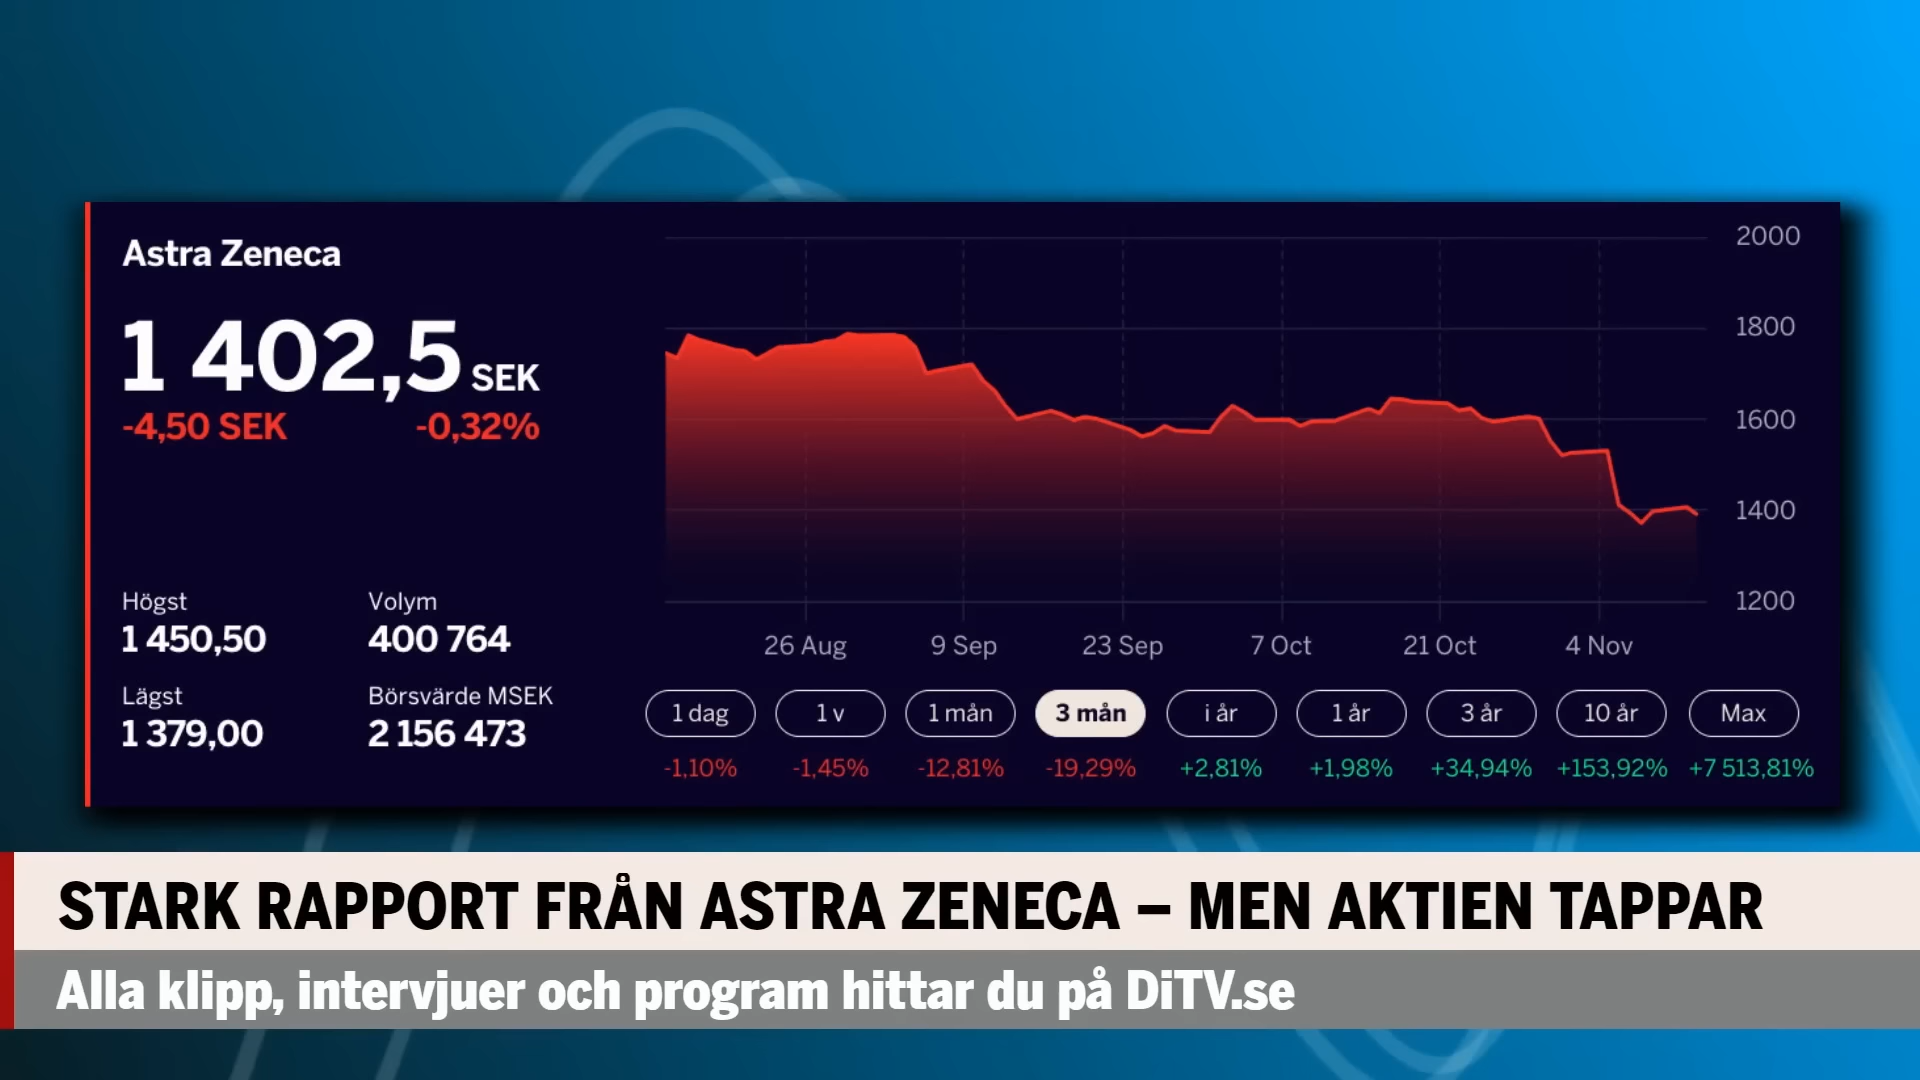 Astra Zeneca
1 402,5 SEK
-4,50 SEK -0,32%
Högst Volym
1 450,50 400 764
Lägst Börsvärde MSEK
1 379,00 2 156 473
2000
1800
1600
1400
1200
26 Aug 9 Sep 23 Sep 7 Oct 21 Oct 4 Nov
1 dag 1 v 1 mån 3 mån i år 1 år 3 år 10 år Max
-1,10% -1,45% -12,81% -19,29% +2,81% +1,98% +34,94% +153,92% +7 513,81%
STARK RAPPORT FRÅN ASTRA ZENECA – MEN AKTIEN TAPPAR
Alla klipp, intervjuer och program hittar du på DiTV.se